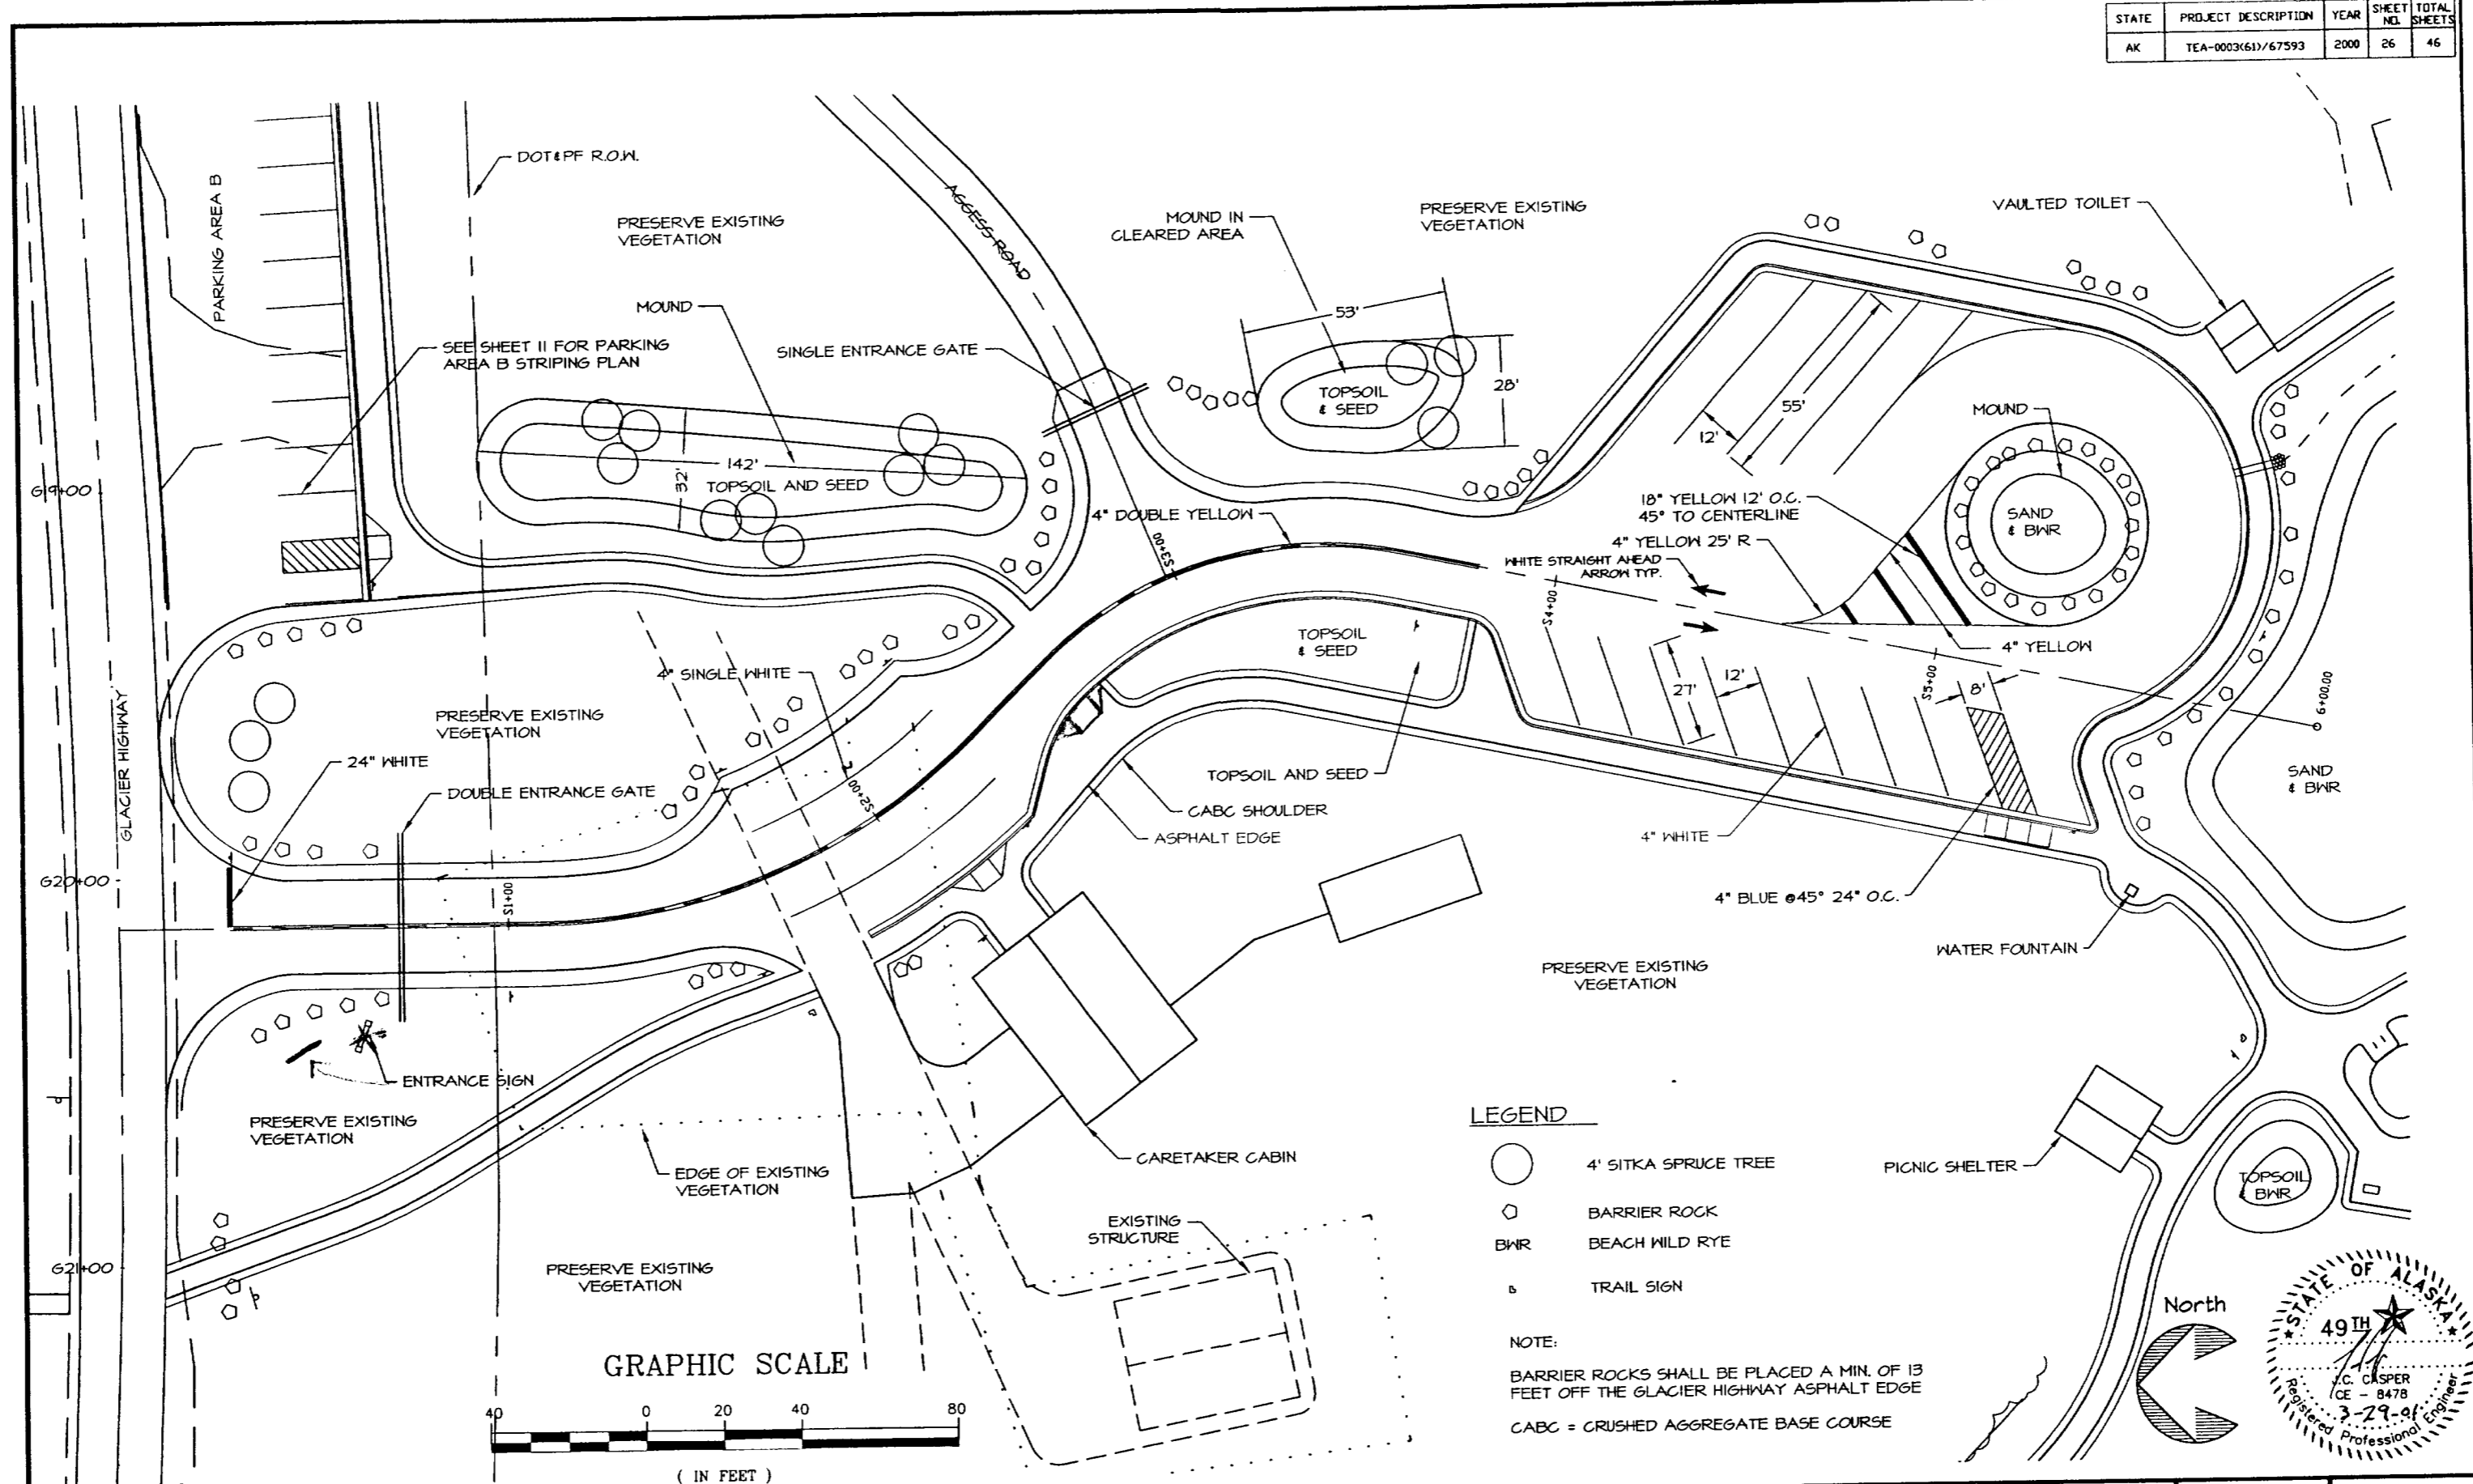 STATE PROJECT DESCRIPTION YEAR SHEET NO. TOTAL SHEETS
AK TEA-0003(61)/67593 2000 26 46
DOT&PF R.O.W.
PARKING AREA B
PRESERVE EXISTING
VEGETATION
ACCESS ROAD
MOUND IN
CLEARED AREA
PRESERVE EXISTING
VEGETATION
VAULTED TOILET
MOUND
SEE SHEET 11 FOR PARKING
AREA B STRIPING PLAN
SINGLE ENTRANCE GATE
53'
28'
TOPSOIL
& SEED
55'
12'
MOUND
142'
32'
TOPSOIL AND SEED
G19+00
4" DOUBLE YELLOW
S3+00
18" YELLOW 12' O.C.
45° TO CENTERLINE
4" YELLOW 25' R
WHITE STRAIGHT AHEAD
ARROW TYP.
SAND
& BWR
S4+00
TOPSOIL
& SEED
4" YELLOW
4" SINGLE WHITE
27'
12'
S5+00
8'
6+00.00
PRESERVE EXISTING
VEGETATION
GLACIER HIGHWAY
24" WHITE
DOUBLE ENTRANCE GATE
S2+00
TOPSOIL AND SEED
CABC SHOULDER
ASPHALT EDGE
4" WHITE
SAND
& BWR
G20+00
S1+00
4" BLUE @45° 24" O.C.
WATER FOUNTAIN
PRESERVE EXISTING
VEGETATION
ENTRANCE SIGN
PRESERVE EXISTING
VEGETATION
EDGE OF EXISTING
VEGETATION
CARETAKER CABIN
EXISTING
STRUCTURE
G21+00
PRESERVE EXISTING
VEGETATION
LEGEND
4' SITKA SPRUCE TREE
BARRIER ROCK
BWR BEACH WILD RYE
TRAIL SIGN
PICNIC SHELTER
TOPSOIL
& BWR
NOTE:
BARRIER ROCKS SHALL BE PLACED A MIN. OF 13
FEET OFF THE GLACIER HIGHWAY ASPHALT EDGE
CABC = CRUSHED AGGREGATE BASE COURSE
GRAPHIC SCALE
40 0 20 40 80
( IN FEET )
North
STATE OF ALASKA
49TH
J.C. CASPER
CE - 8478
3-29-01
Registered Professional Engineer